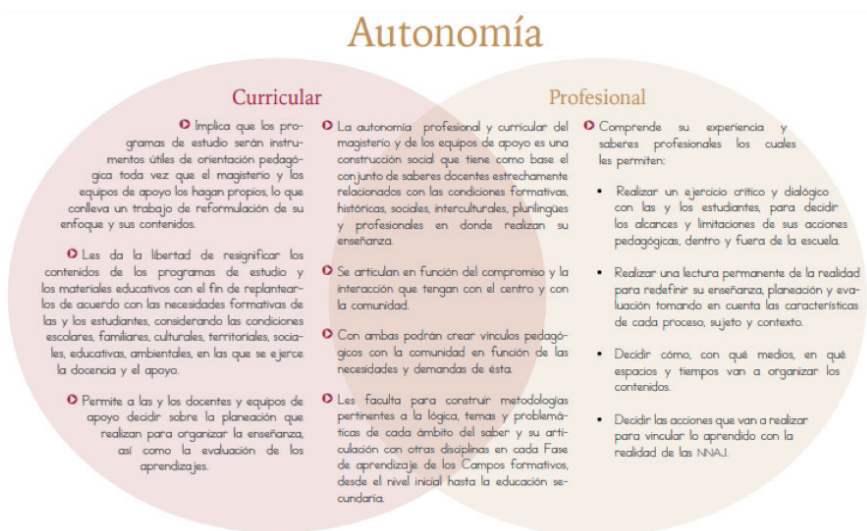 Autonomía
Curricular
Implica que los pro-
gramas de estudio serán instru-
mentos útiles de orientación pedagó-
gica toda vez que el magisterio y los
equipos de apoyo los hagan propios, lo que
conlleva un trabajo de reformulación de su
enfoque y sus contenidos.
Les da la libertad de resignificar los
contenidos de los programas de estudio y
los materiales educativos con el fin de replantear-
los de acuerdo con las necesidades formativas de
las y los estudiantes, considerando las condiciones
escolares, familiares, culturales, territoriales, socia-
les, educativas, ambientales, en las que se ejerce
la docencia y el apoyo.
Permite a las y los docentes y equipos de
apoyo decidir sobre la planeación que
realizan para organizar la enseñanza,
así como la evaluación de los
aprendizajes.
La autonomía profesional y curricular del
magisterio y de los equipos de apoyo es una
construcción social que tiene como base el
conjunto de saberes docentes estrechamente
relacionados con las condiciones formativas,
históricas, sociales, interculturales, plurilingües
y profesionales en donde realizan su
enseñanza.
Se articulan en función del compromiso y la
interacción que tengan con el centro y con
la comunidad.
Con ambas podrán crear vínculos pedagó-
gicos con la comunidad en función de las
necesidades y demandas de ésta.
Les faculta para construir metodologías
pertinentes a la lógica, temas y problemá-
ticas de cada ámbito del saber y su arti-
culación con otras disciplinas en cada Fase
de aprendizaje de los Campos formativos,
desde el nivel inicial hasta la educación se-
cundaria.
Profesional
Comprende su experiencia y
saberes profesionales los cuales
les permiten:
• Realizar un ejercicio crítico y dialógico
con las y los estudiantes, para decidir
los alcances y limitaciones de sus acciones
pedagógicas, dentro y fuera de la escuela.
• Realizar una lectura permanente de la realidad
para redefinir su enseñanza, planeación y eva-
luación tomando en cuenta las características
de cada proceso, sujeto y contexto.
• Decidir cómo, con qué medios, en qué
espacios y tiempos van a organizar los
contenidos.
• Decidir las acciones que van a realizar
para vincular lo aprendido con la
realidad de las NNAJ.